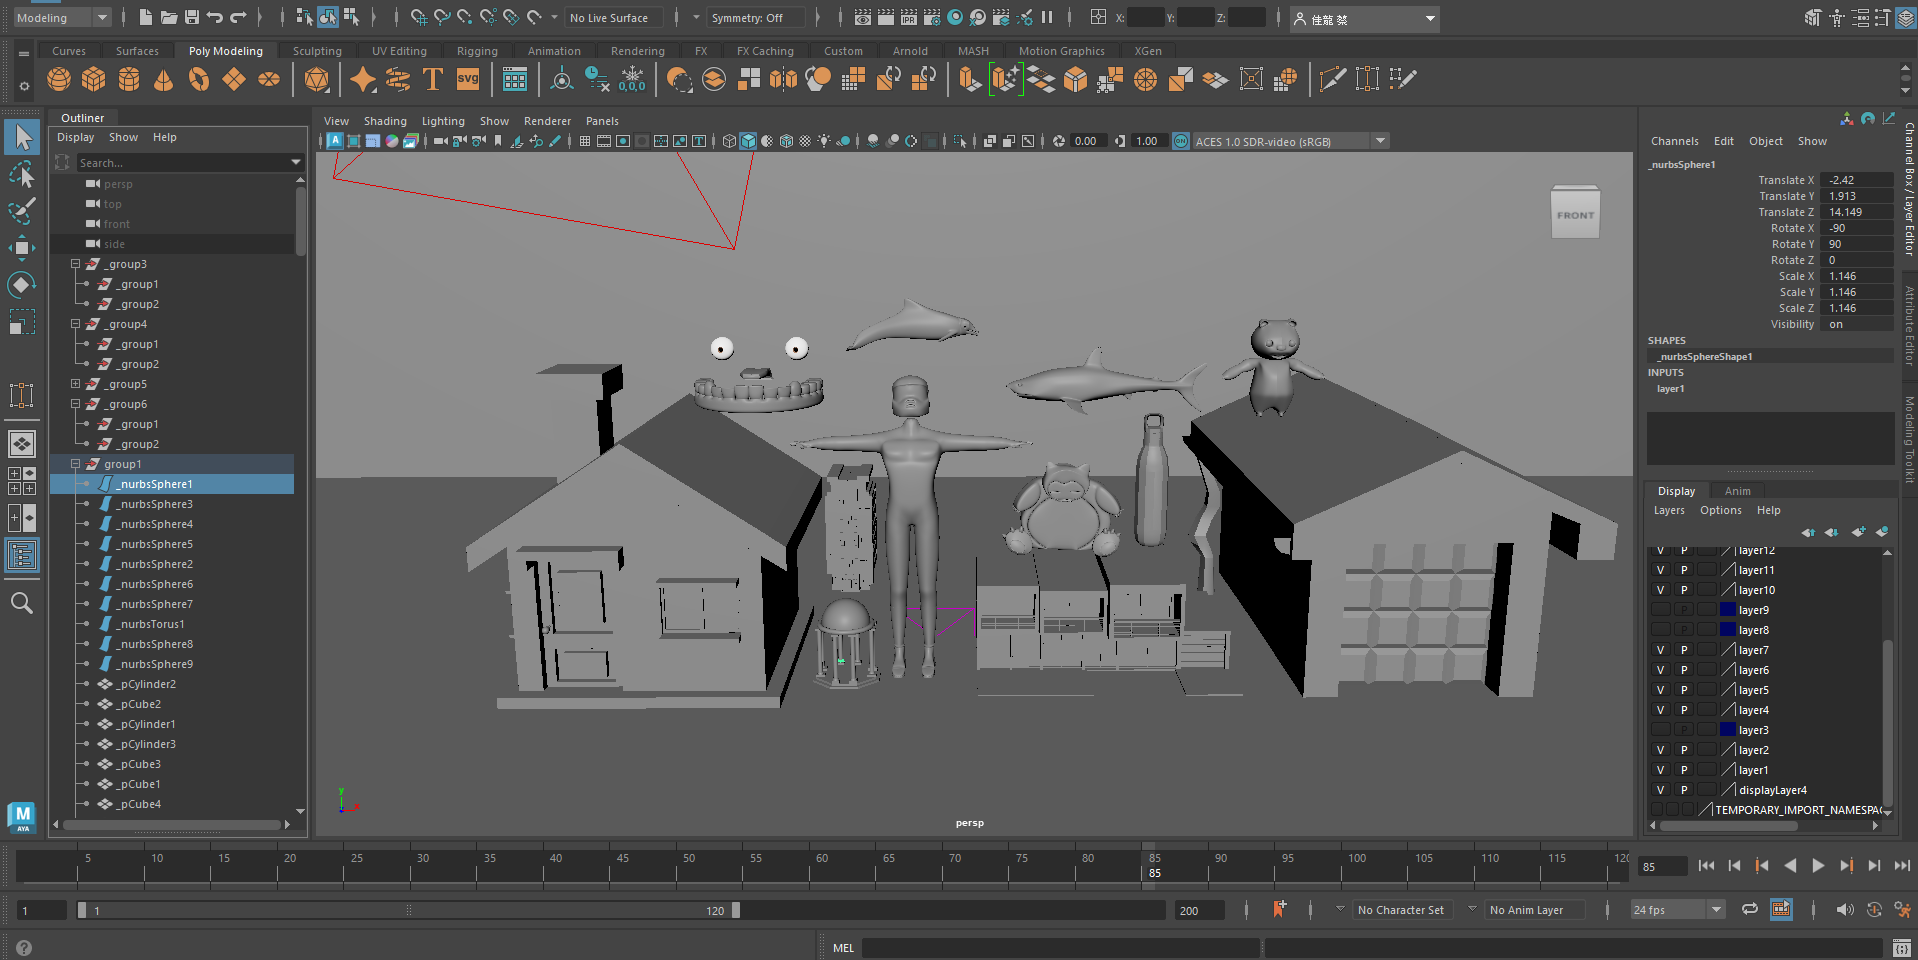 Modeling
No Live Surface
Symmetry: Off
X:
Y:
Z:
Curves
Surfaces
Poly Modeling
Sculpting
UV Editing
Rigging
Animation
Rendering
FX
FX Caching
Custom
Arnold
MASH
Motion Graphics
XGen
IPR
svg
0,0,0
Outliner
Display Show Help
Search...
persp
top
front
side
_group3
_group1
_group2
_group4
_group1
_group2
_group5
_group6
_group1
_group2
group1
_nurbsSphere1
_nurbsSphere3
_nurbsSphere4
_nurbsSphere5
_nurbsSphere2
_nurbsSphere6
_nurbsSphere7
_nurbsTorus1
_nurbsSphere8
_nurbsSphere9
_pCylinder2
_pCube2
_pCylinder1
_pCylinder3
_pCube3
_pCube1
_pCube4
M
AYA
View Shading Lighting Show Renderer Panels
0.00
1.00
ACES 1.0 SDR-video (sRGB)
FRONT
y
x
persp
Channels Edit Object Show
_nurbsSphere1
Translate X -2.42
Translate Y 1.913
Translate Z 14.149
Rotate X -90
Rotate Y 90
Rotate Z 0
Scale X 1.146
Scale Y 1.146
Scale Z 1.146
Visibility on
SHAPES
_nurbsSphereShape1
INPUTS
layer1
Display Anim
Layers Options Help
V P layer12
V P layer11
V P layer10
P layer9
P layer8
V P layer7
V P layer6
V P layer5
V P layer4
P layer3
V P layer2
V P layer1
V P displayLayer4
TEMPORARY_IMPORT_NAMESPAC
Channel Box / Layer Editor
Attribute Editor
Modeling Toolkit
5 10 15 20 25 30 35 40 45 50 55 60 65 70 75 80 85 90 95 100 105 110 115 120
85
85
1
1
120
200
No Character Set
No Anim Layer
24 fps
MEL